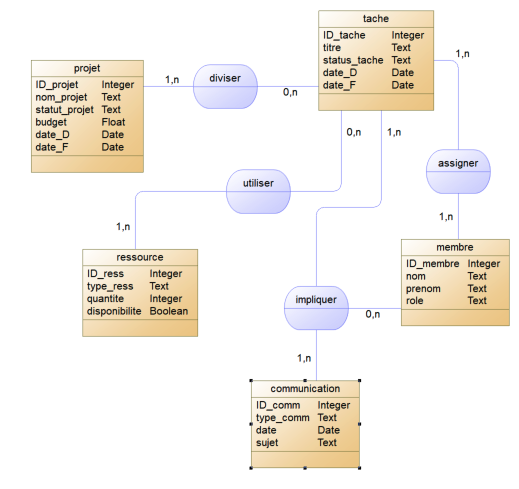 tache
ID_tache Integer
titre Text
status_tache Text
date_D Date
date_F Date
projet
ID_projet Integer
nom_projet Text
statut_projet Text
budget Float
date_D Date
date_F Date
1,n
diviser
0,n
1,n
0,n
1,n
assigner
utiliser
1,n
1,n
ressource
ID_ress Integer
type_ress Text
quantite Integer
disponibilite Boolean
membre
ID_membre Integer
nom Text
prenom Text
role Text
impliquer
0,n
1,n
communication
ID_comm Integer
type_comm Text
date Date
sujet Text